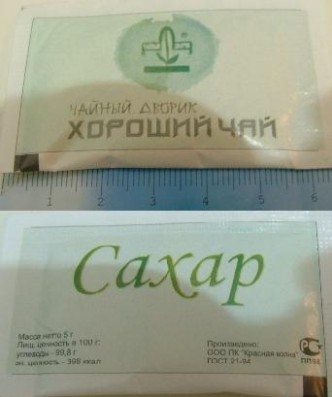 ЧАЙНЫЙ ДВОРИК
ХОРОШИЙ ЧАЙ
1 2 3 4 5 6
Сахар
Масса нетто 5 г
Пищ. ценность в 100 г:
углеводы - 99,8 г
эн. ценность - 398 ккал
Произведено:
ООО ПК "Красная волна"
ГОСТ 21-94